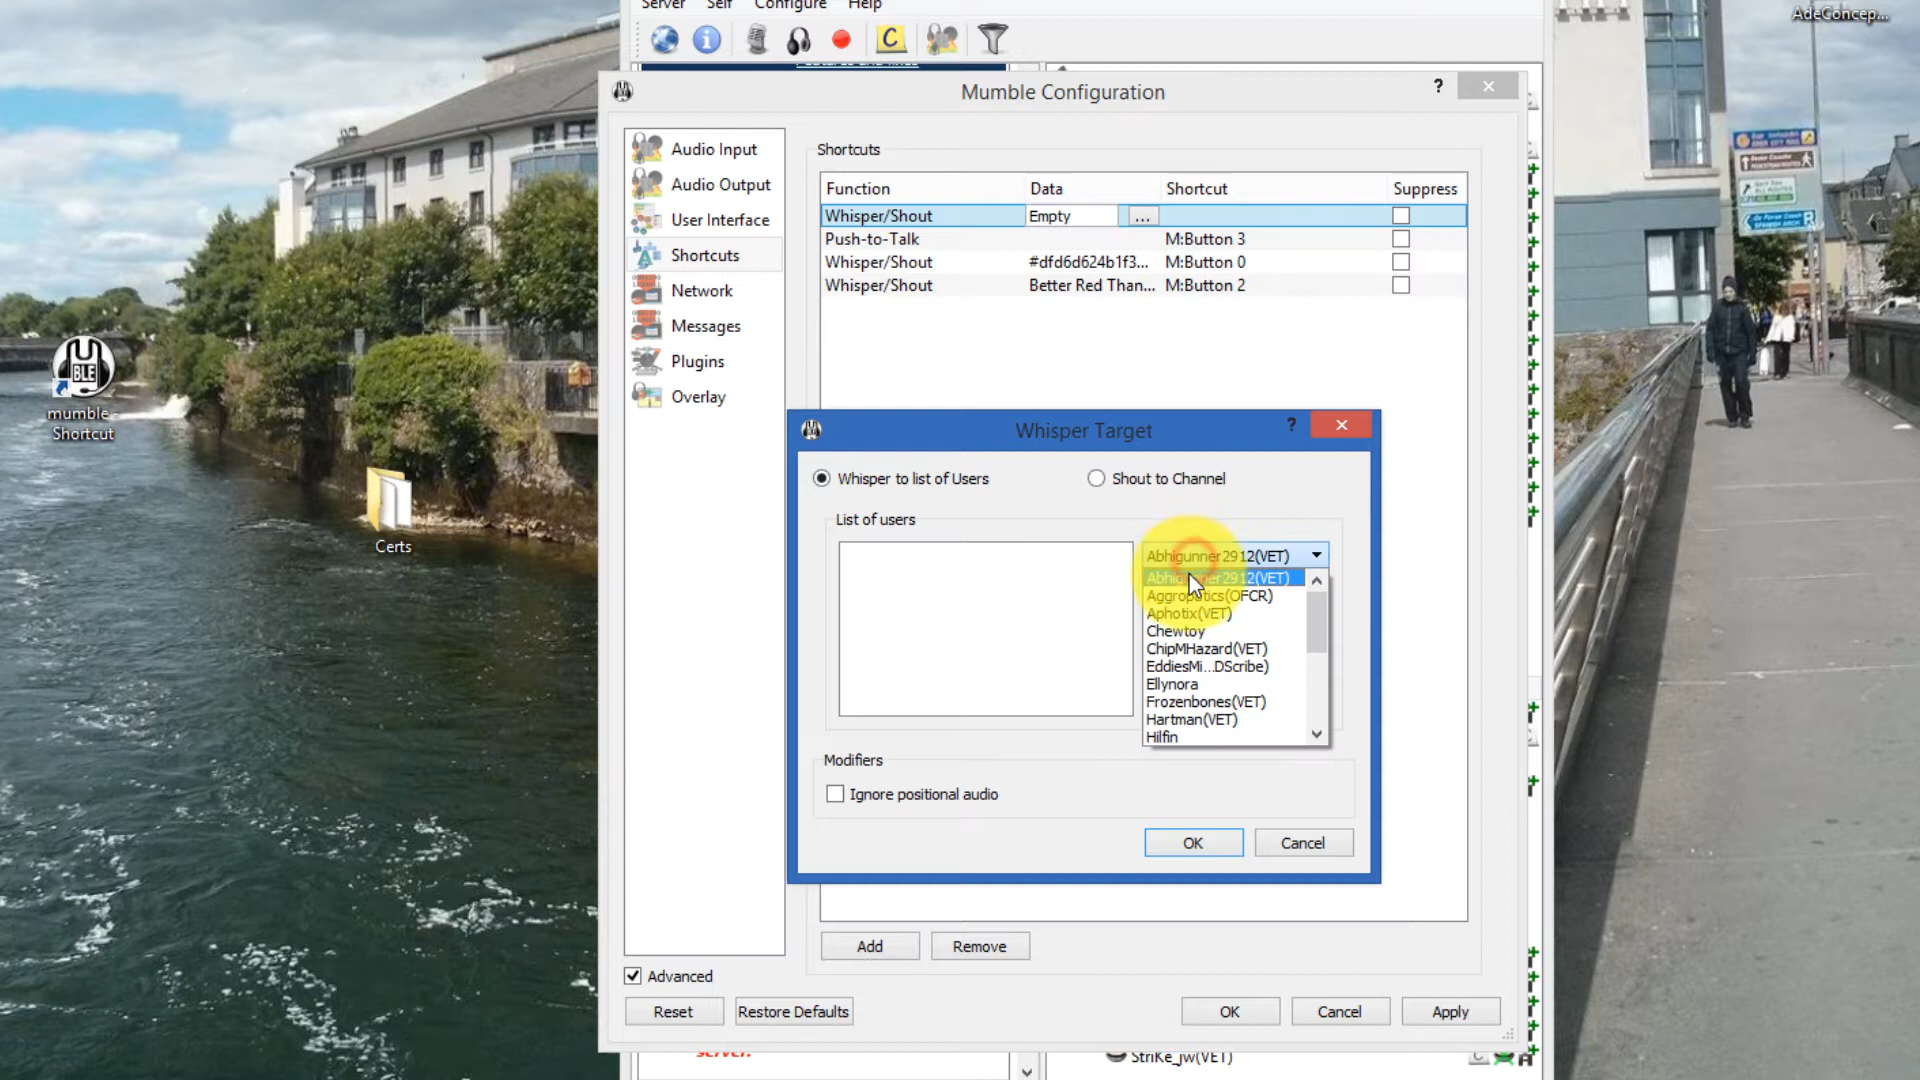 Server Self Configure Help
AdeConcep...
C
Mumble Configuration
?
Audio Input
Audio Output
User Interface
Shortcuts
Network
Messages
Plugins
Overlay
Shortcuts
Function Data Shortcut Suppress
Whisper/Shout Empty ...
Push-to-Talk M:Button 3
Whisper/Shout #dfd6d624b1f3... M:Button 0
Whisper/Shout Better Red Than... M:Button 2
BLE
mumble -
Shortcut
Certs
Whisper Target
?
Whisper to list of Users
Shout to Channel
List of users
Abhigunner2912(VET)
Abhigunner2912(VET)
Aggropotics(OFCR)
Aphotix(VET)
Chewtoy
ChipMHazard(VET)
EddiesMi...DScribe)
Ellynora
Frozenbones(VET)
Hartman(VET)
Hilfin
Modifiers
Ignore positional audio
OK Cancel
Add Remove
Advanced
Reset Restore Defaults OK Cancel Apply
server.
StriKe_jw(VET)